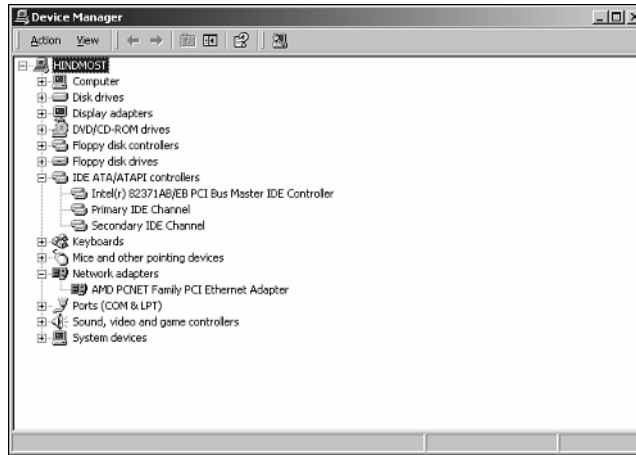 Device Manager
Action View
HINDMOST
Computer
Disk drives
Display adapters
DVD/CD-ROM drives
Floppy disk controllers
Floppy disk drives
IDE ATA/ATAPI controllers
Intel(r) 82371AB/EB PCI Bus Master IDE Controller
Primary IDE Channel
Secondary IDE Channel
Keyboards
Mice and other pointing devices
Network adapters
AMD PCNET Family PCI Ethernet Adapter
Ports (COM & LPT)
Sound, video and game controllers
System devices